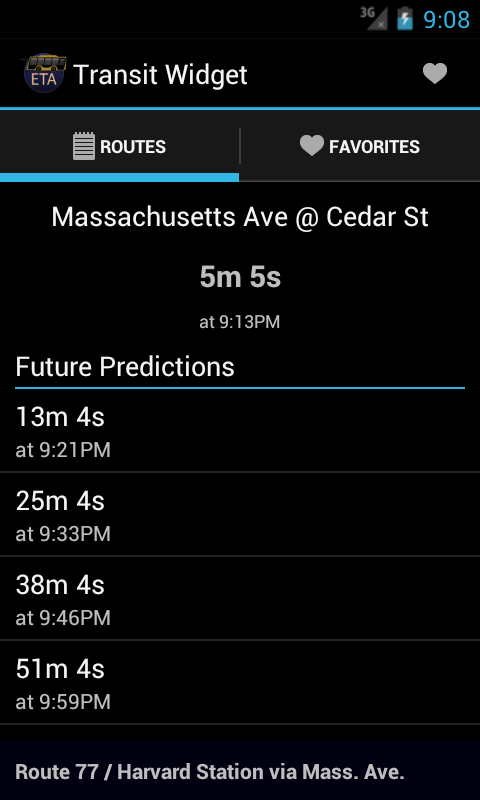 3G
9:08
ETA
Transit Widget
ROUTES
FAVORITES
Massachusetts Ave @ Cedar St
5m 5s
at 9:13PM
Future Predictions
13m 4s
at 9:21PM
25m 4s
at 9:33PM
38m 4s
at 9:46PM
51m 4s
at 9:59PM
Route 77 / Harvard Station via Mass. Ave.